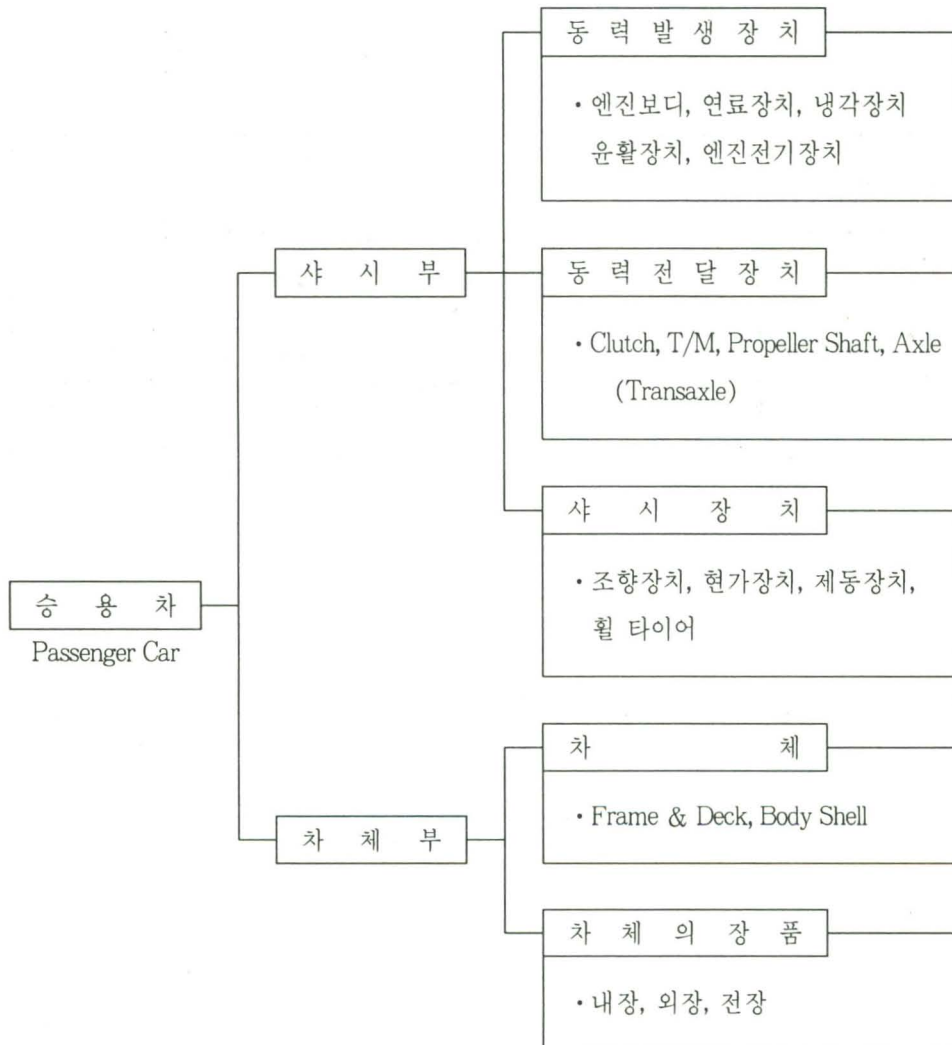 동력발생장치
· 엔진보디, 연료장치, 냉각장치
윤활장치, 엔진전기장치
샤시부
동력전달장치
· Clutch, T/M, Propeller Shaft, Axle
(Transaxle)
샤시장치
· 조향장치, 현가장치, 제동장치,
휠 타이어
승용차
Passenger Car
차체
· Frame & Deck, Body Shell
차체부
차체의장품
· 내장, 외장, 전장